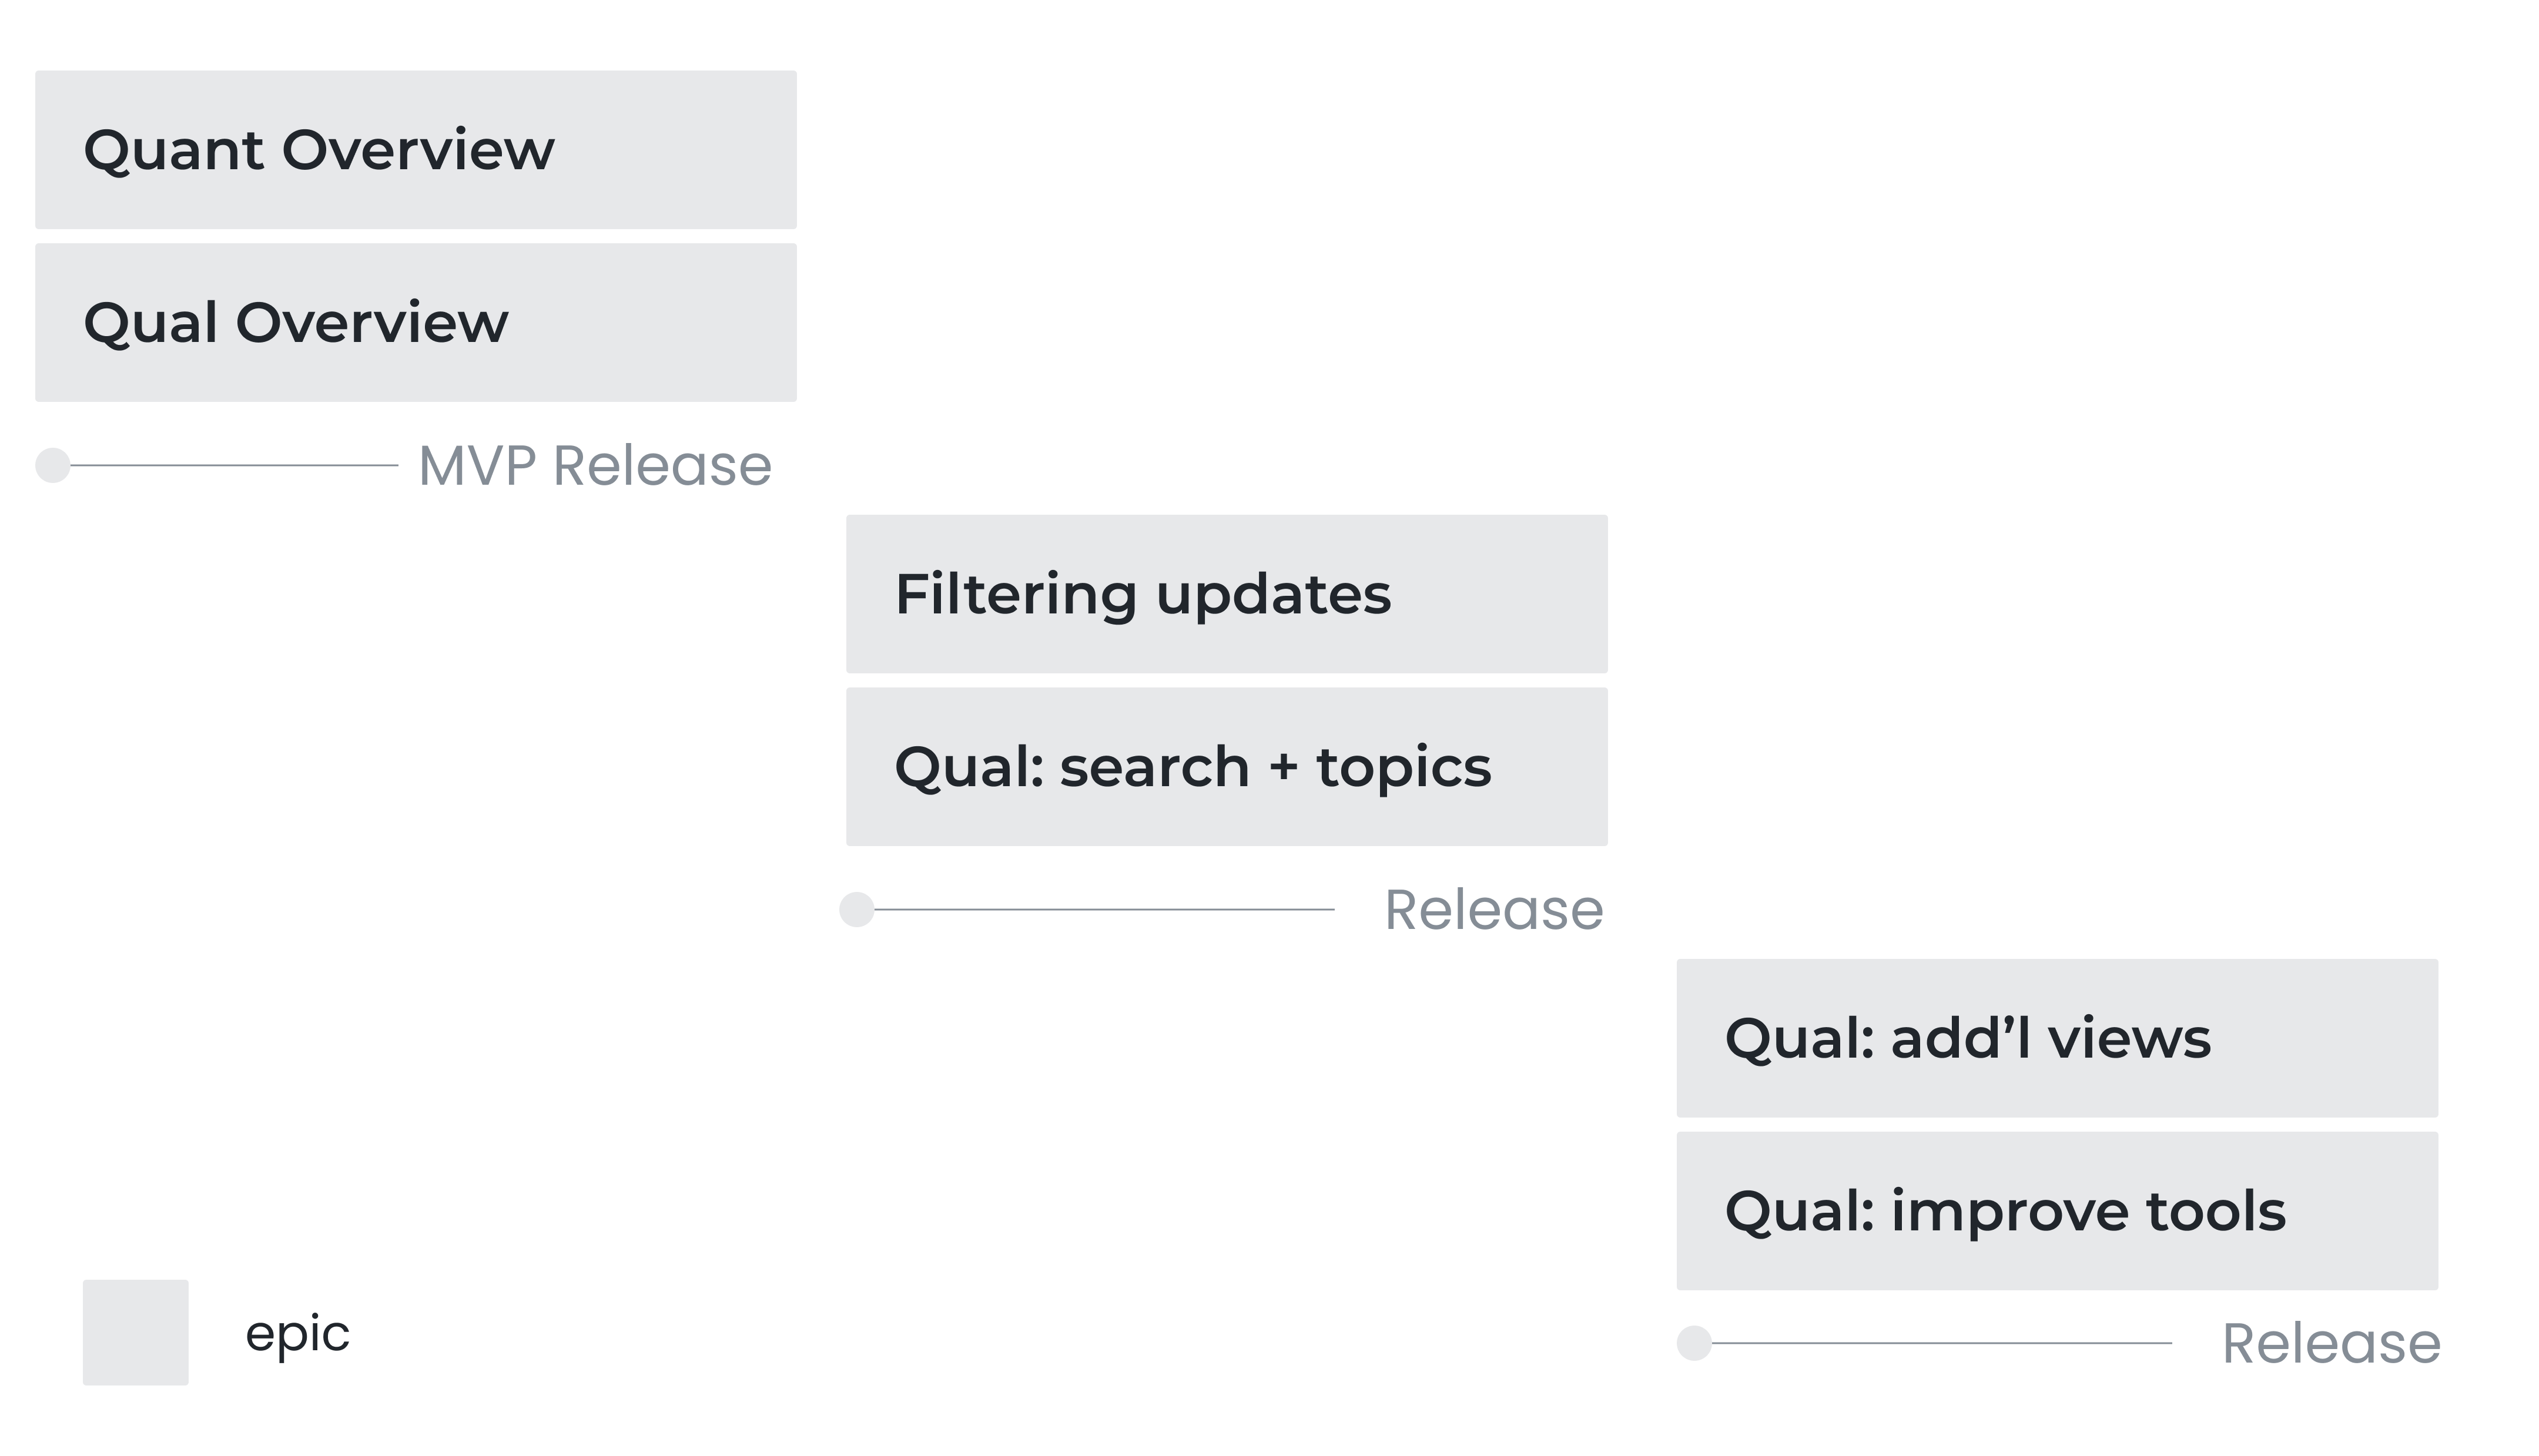 Quant Overview
Qual Overview
MVP Release
Filtering updates
Qual: search + topics
Release
Qual: add’l views
Qual: improve tools
Release
epic